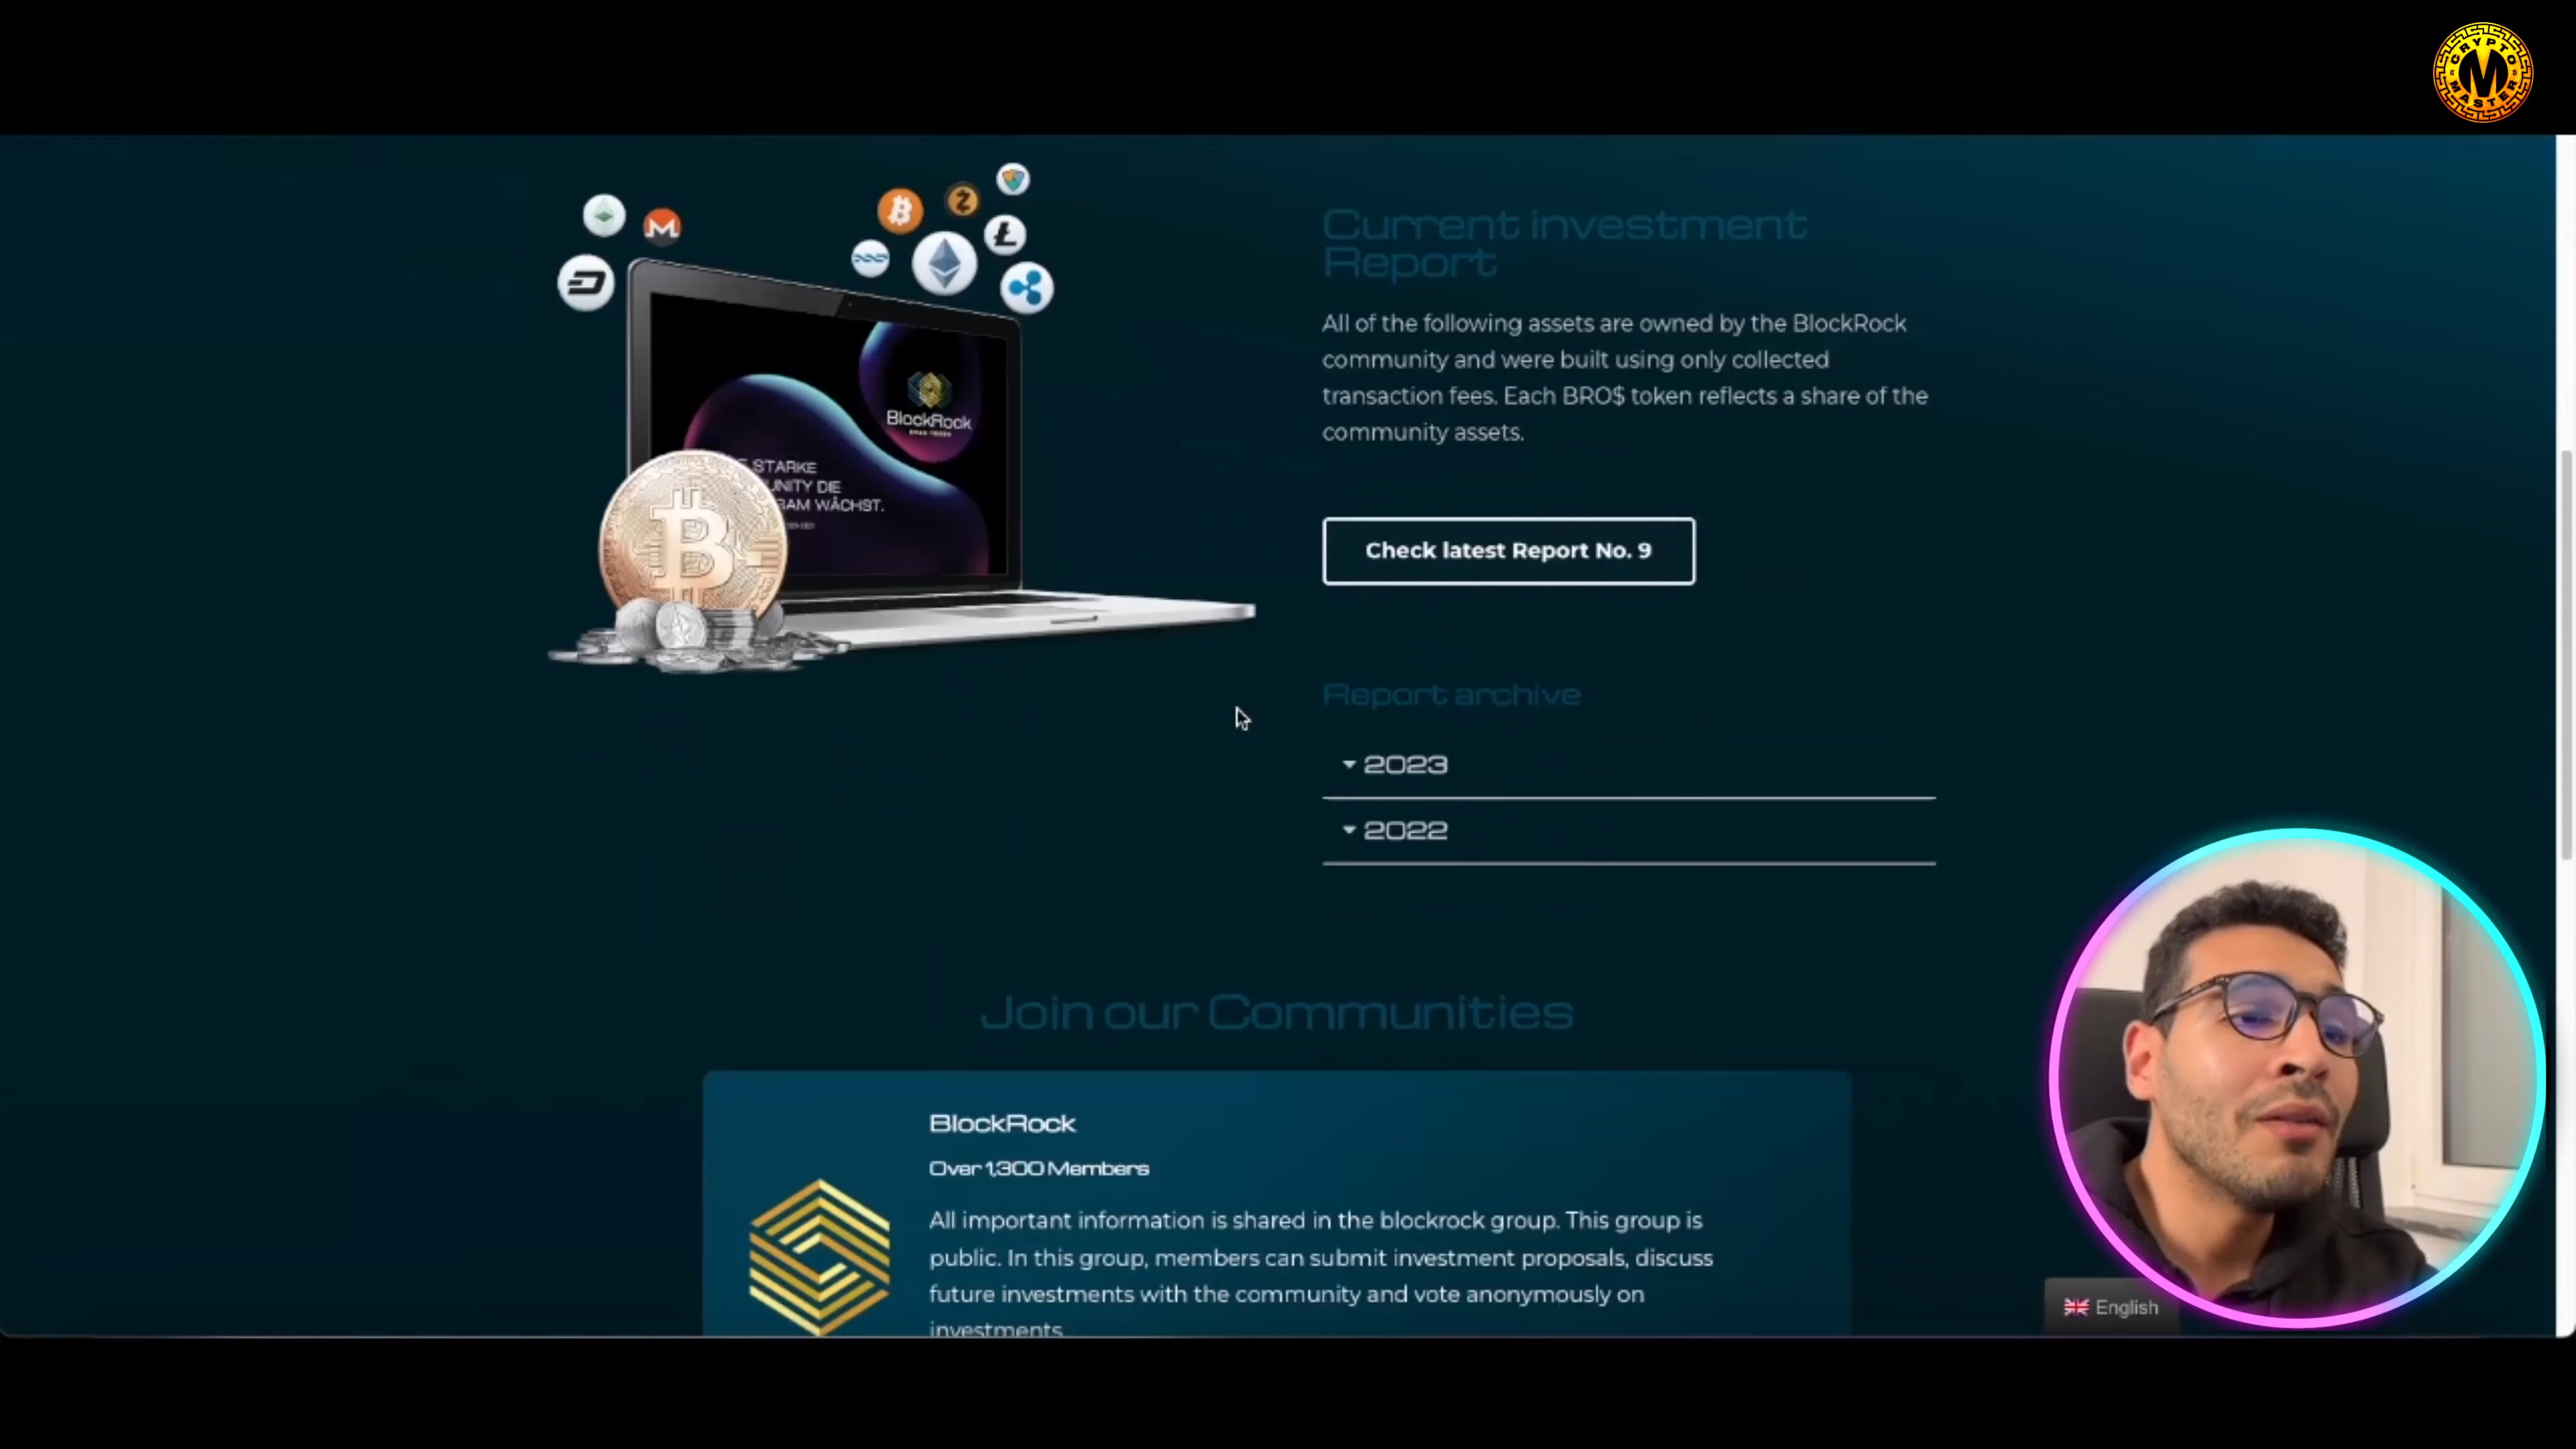 CRYPTO
MASTER
Current investment
Report
All of the following assets are owned by the BlockRock
community and were built using only collected
transaction fees. Each BRO$ token reflects a share of the
community assets.
BlockRock
STARKE
UNITY DIE
SAM WÄCHST.
Check latest Report No. 9
Report archive
2023
2022
Join our Communities
BlockRock
Over 1,300 Members
All important information is shared in the blockrock group. This group is
public. In this group, members can submit investment proposals, discuss
future investments with the community and vote anonymously on
investments
English